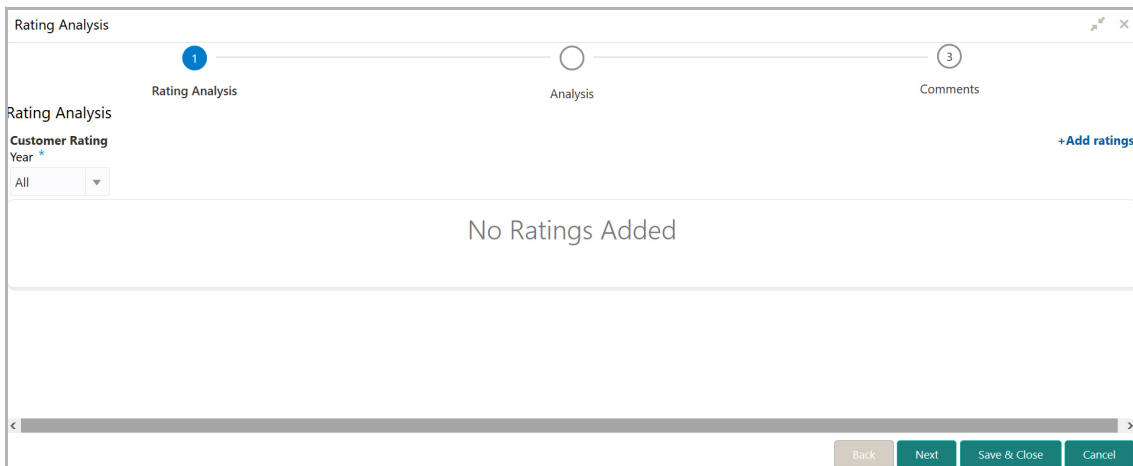 Rating Analysis
1
3
Rating Analysis
Analysis
Comments
Rating Analysis
Customer Rating
+Add ratings
Year *
All
No Ratings Added
Back
Next
Save & Close
Cancel